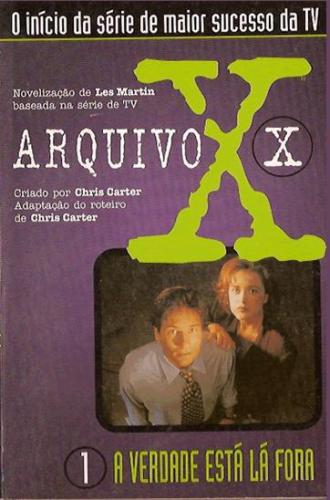 O início da série de maior sucesso da TV
Novelização de Les Martin
baseada na série de TV
X
ARQUIVO X
Criado por Chris Carter
Adaptação do roteiro
de Chris Carter
1 A VERDADE ESTÁ LÁ FORA